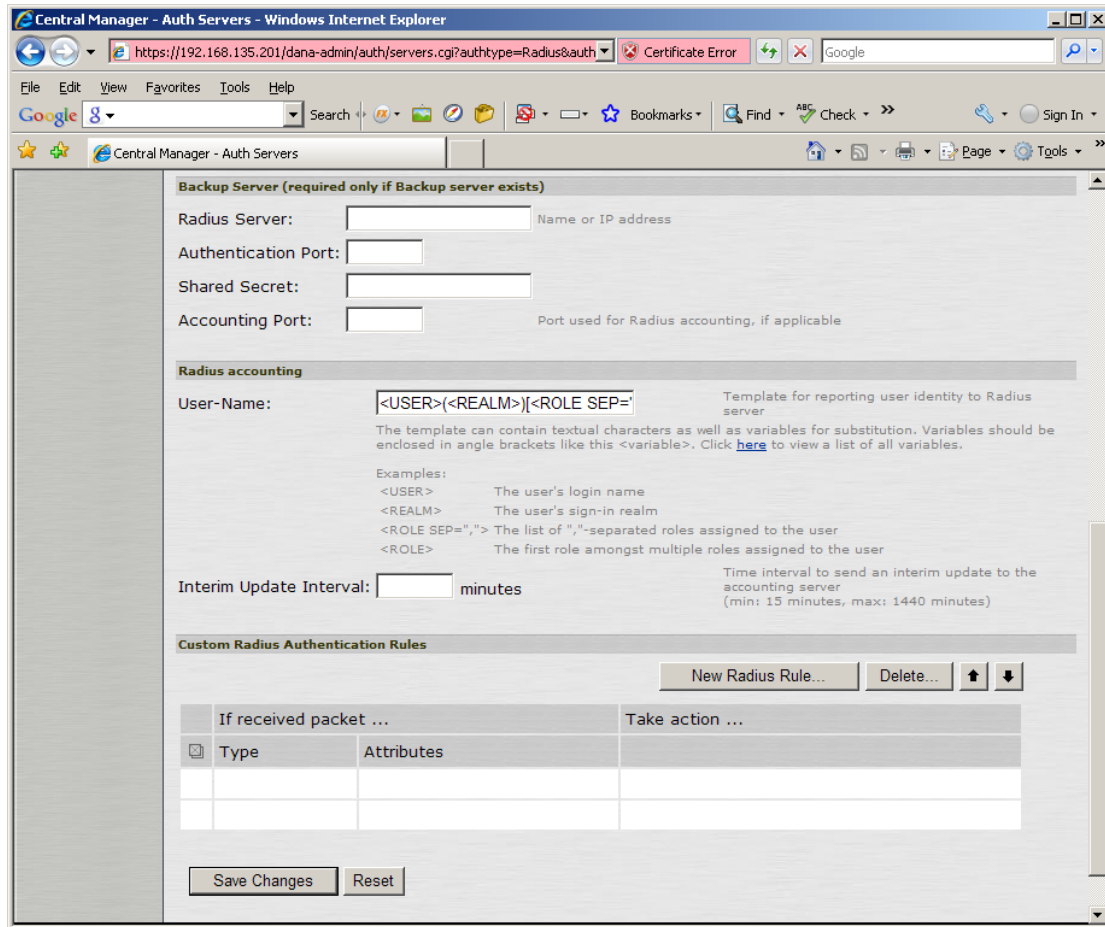 Central Manager - Auth Servers - Windows Internet Explorer
https://192.168.135.201/dana-admin/auth/servers.cgi?authtype=Radius&auth
Certificate Error
Google
File Edit View Favorites Tools Help
Google
Search
Bookmarks
Find
Check
Sign In
Central Manager - Auth Servers
Page
Tools
Backup Server (required only if Backup server exists)
Radius Server: Name or IP address
Authentication Port:
Shared Secret:
Accounting Port: Port used for Radius accounting, if applicable
Radius accounting
User-Name: <USER>(<REALM>)[<ROLE SEP=" Template for reporting user identity to Radius
server
The template can contain textual characters as well as variables for substitution. Variables should be
enclosed in angle brackets like this <variable>. Click here to view a list of all variables.
Examples:
<USER> The user's login name
<REALM> The user's sign-in realm
<ROLE SEP=","> The list of ","-separated roles assigned to the user
<ROLE> The first role amongst multiple roles assigned to the user
Interim Update Interval: minutes Time interval to send an interim update to the
accounting server
(min: 15 minutes, max: 1440 minutes)
Custom Radius Authentication Rules
New Radius Rule... Delete...
If received packet ... Take action ...
Type Attributes
Save Changes Reset